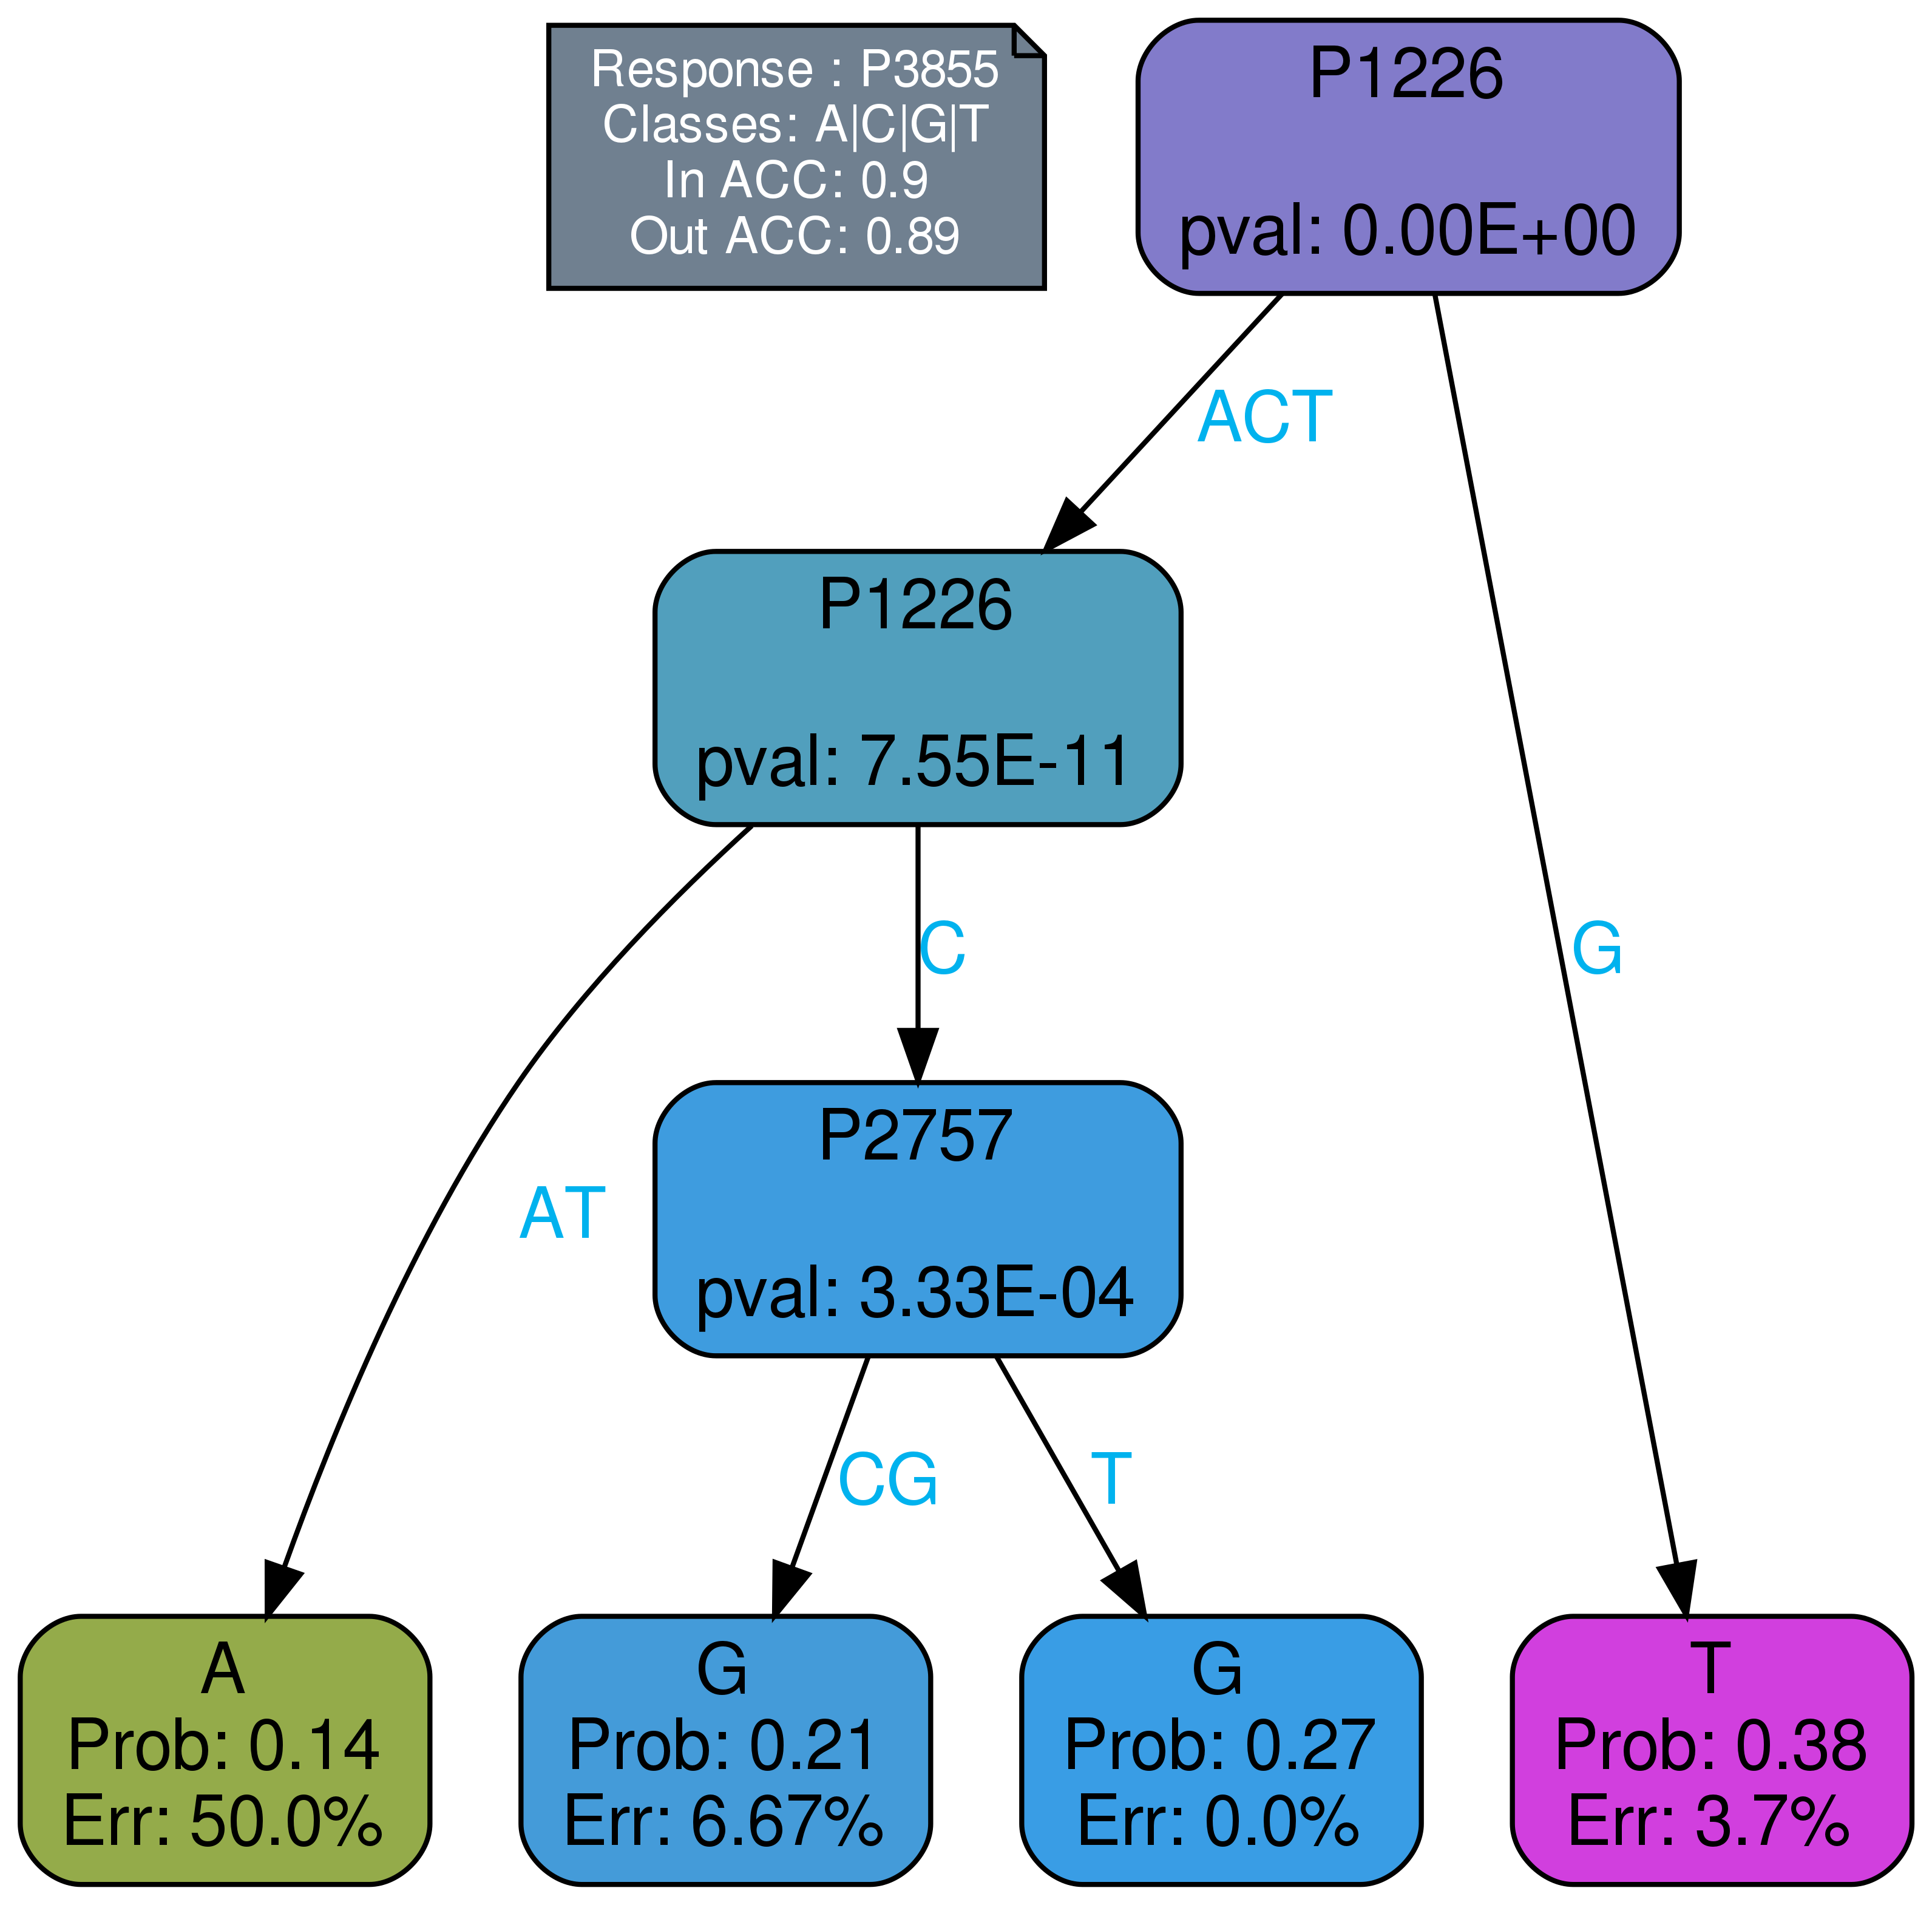 Response : P3855
Classes: A|C|G|T
In ACC: 0.9
Out ACC: 0.89
P1226
pval: 0.00E+00
ACT
G
P1226
pval: 7.55E-11
AT
C
P2757
pval: 3.33E-04
CG
T
A
Prob: 0.14
Err: 50.0%
G
Prob: 0.21
Err: 6.67%
G
Prob: 0.27
Err: 0.0%
T
Prob: 0.38
Err: 3.7%